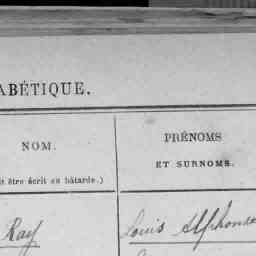 ABÉTIQUE.
NOM.
t être écrit en bâtarde.)
PRÉNOMS
ET SURNOMS.
Ray
Louis Alphonse